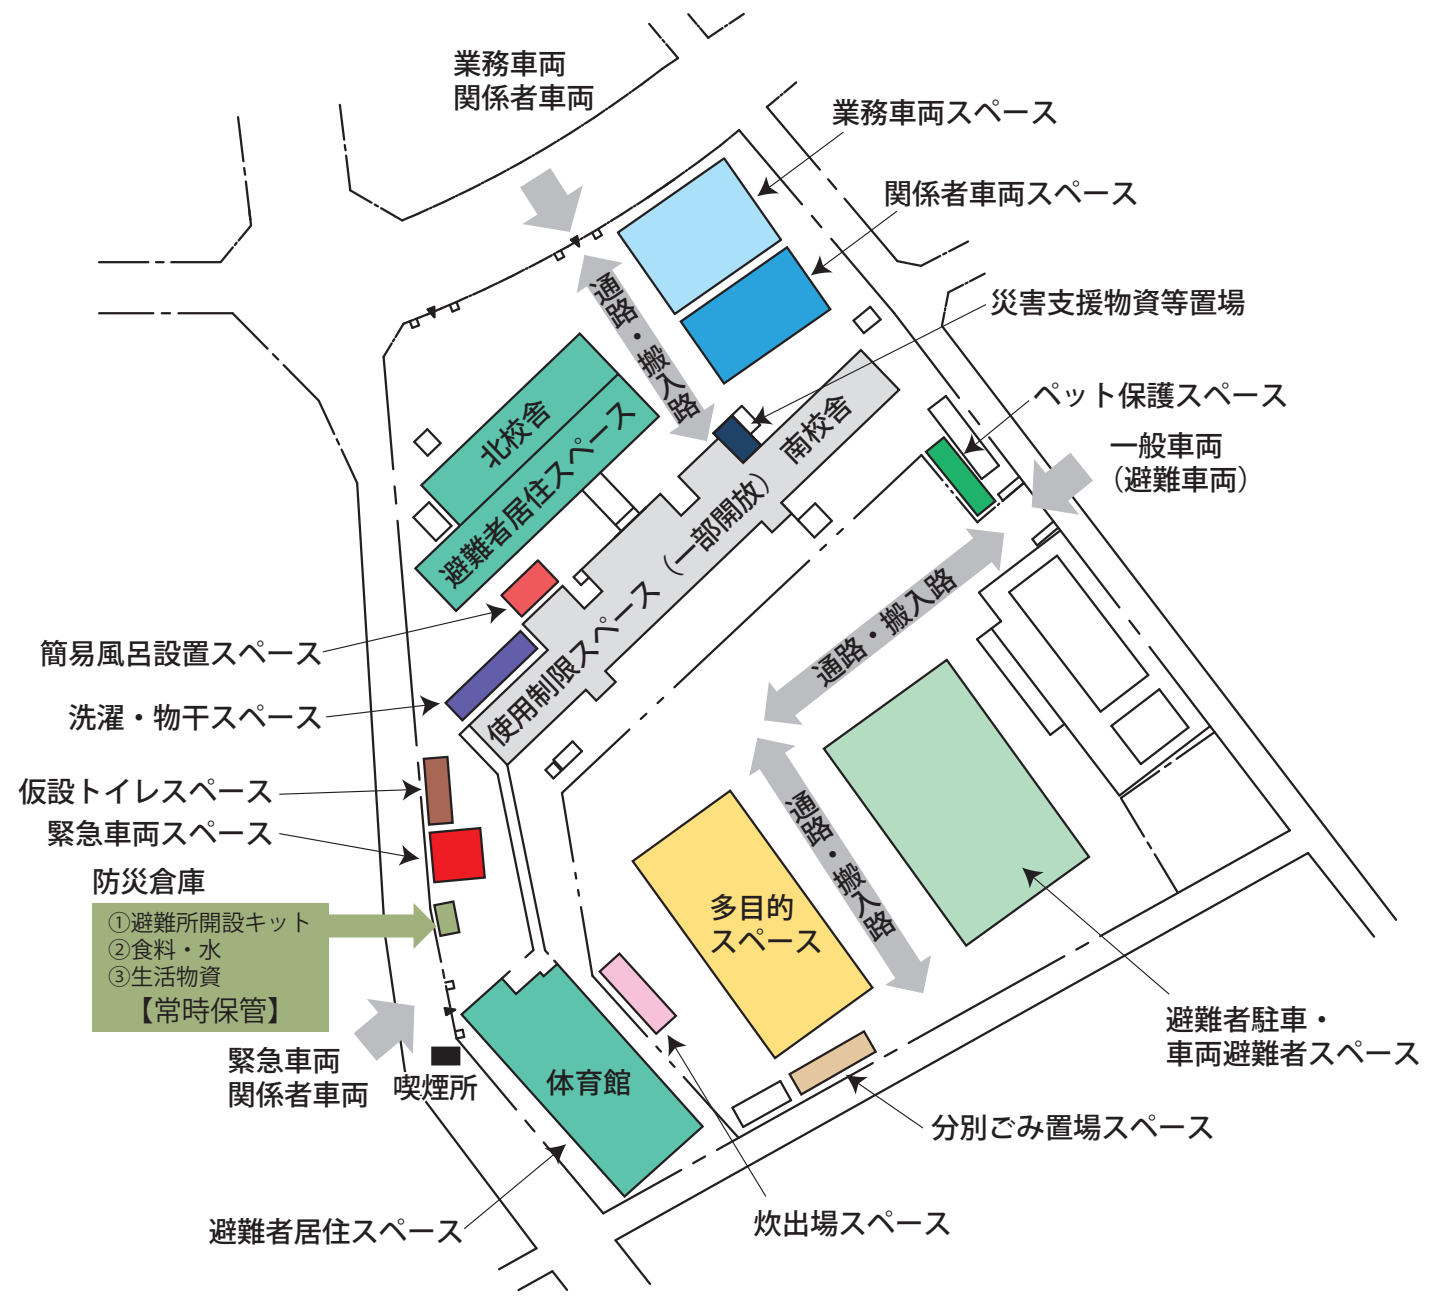 業務車両
関係者車両
業務車両スペース
関係者車両スペース
災害支援物資等置場
通路・搬入路
ペット保護スペース
一般車両
（避難車両）
北校舎
避難者居住スペース
南校舎
使用制限スペース（一部開放）
簡易風呂設置スペース
洗濯・物干スペース
通路・搬入路
仮設トイレスペース
緊急車両スペース
防災倉庫
①避難所開設キット
②食料・水
③生活物資
【常時保管】
通路・搬入路
多目的
スペース
緊急車両
関係者車両
喫煙所
体育館
避難者駐車・
車両避難者スペース
分別ごみ置場スペース
炊出場スペース
避難者居住スペース